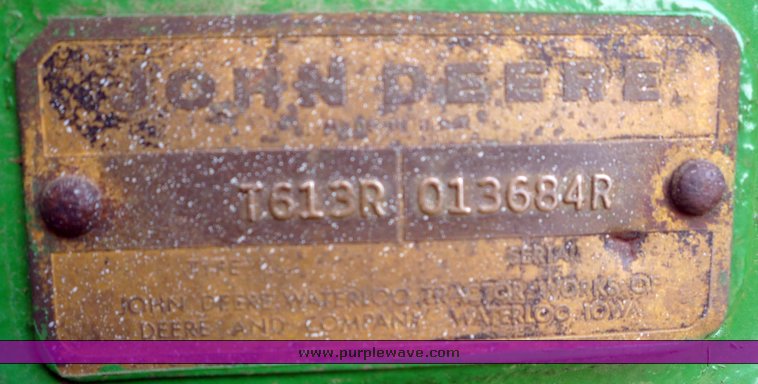 JOHN DEERE
T613R 013684R
TYPE SERIAL
JOHN DEERE WATERLOO TRACTOR WORKS OF
DEERE AND COMPANY WATERLOO, IOWA
www.purplewave.com